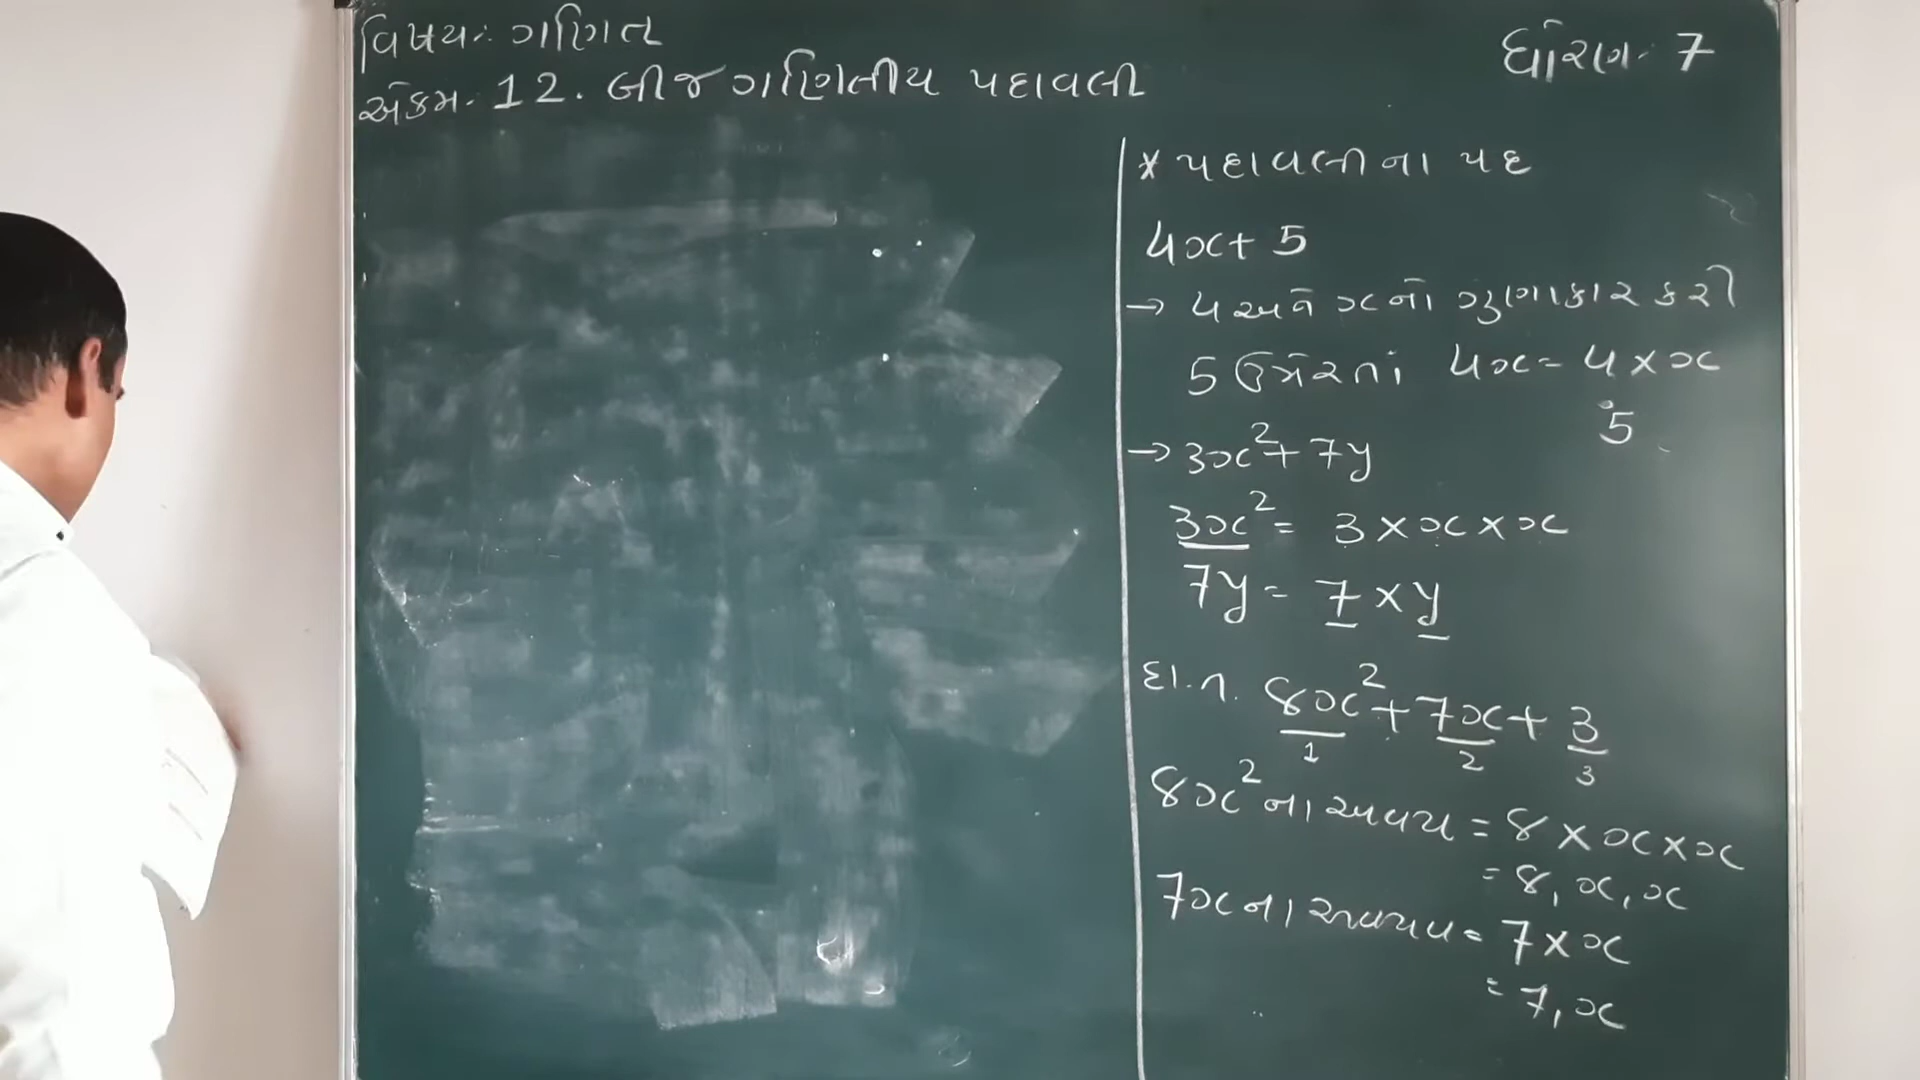 વિષય:- ગણિત
ધોરણ- 7
એકમ- 12. બીજ ગણિતીય પદાવલી
* પદાવલીના પદ
4x+ 5
→ 4 અને x નો ગુણાકાર કરી
5 ઉમેરતાં 4x = 4 × x
5
→ 3x²+ 7y
3x² = 3 × x × x
7y = 7 × y
દા.ત. 8x² + 7x + 3
1 2 3
8x² ના અવયવ = 8 × x × x
= 8, x, x
7x ના અવયવ = 7 × x
= 7, x